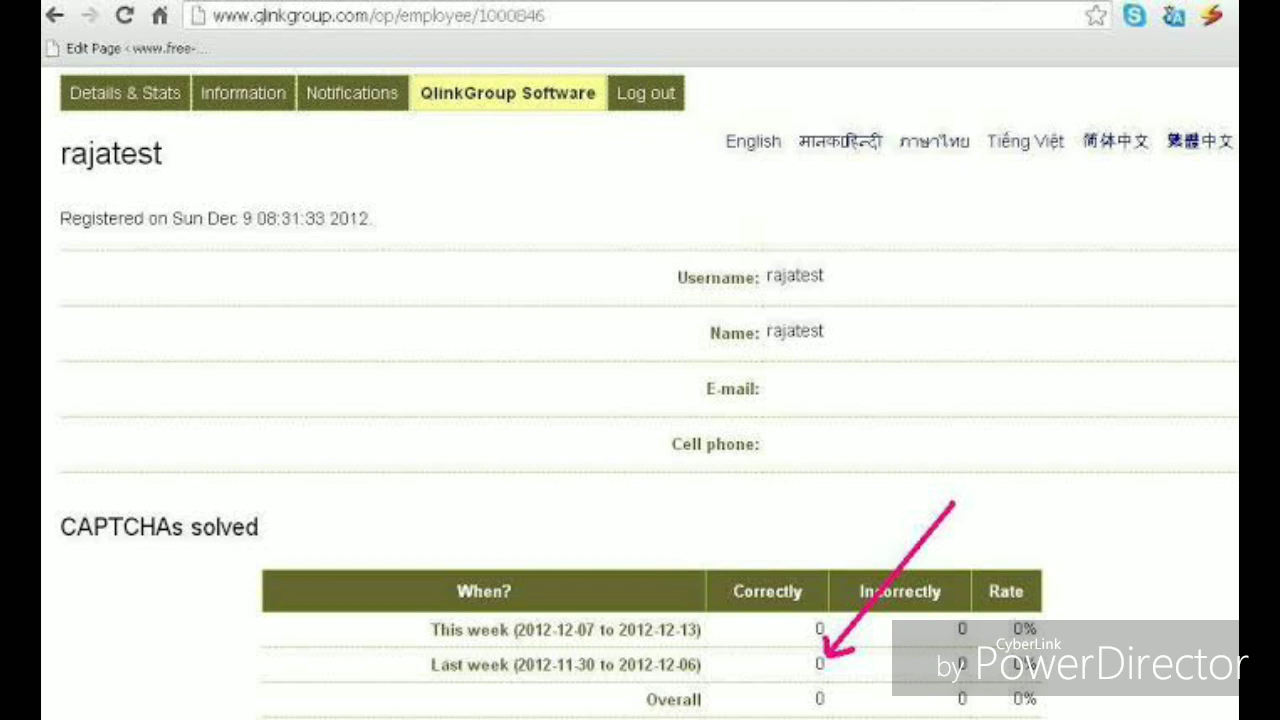 www.qlinkgroup.com/op/employee/1000846
Edit Page ‹ www.free-...
Details & Stats Information Notifications QlinkGroup Software Log out
English मानकहिन्दी ภาษาไทย Tiếng Việt 简体中文 繁體中文
rajatest
Registered on Sun Dec 9 08:31:33 2012.
Username: rajatest
Name: rajatest
E-mail:
Cell phone:
CAPTCHAs solved
When? Correctly Incorrectly Rate
This week (2012-12-07 to 2012-12-13) 0 0 0%
Last week (2012-11-30 to 2012-12-06) 0 0 0%
Overall 0 0 0%
CyberLink
by PowerDirector